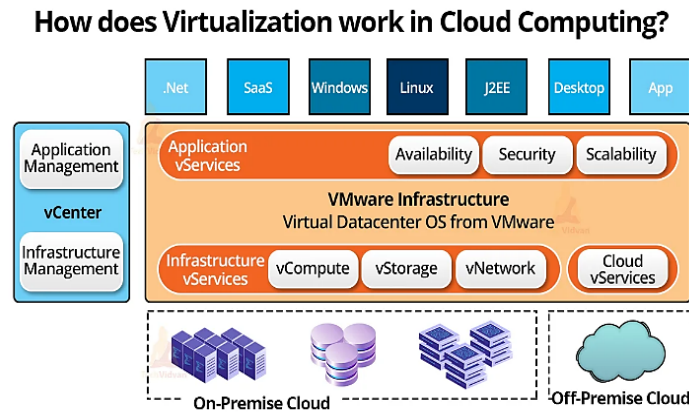 How does Virtualization work in Cloud Computing?
.Net
SaaS
Windows
Linux
J2EE
Desktop
App
Application
Management
vCenter
Infrastructure
Management
Application
vServices
Availability
Security
Scalability
VMware Infrastructure
Virtual Datacenter OS from VMware
Infrastructure
vServices
vCompute
vStorage
vNetwork
Cloud
vServices
On-Premise Cloud
Off-Premise Cloud